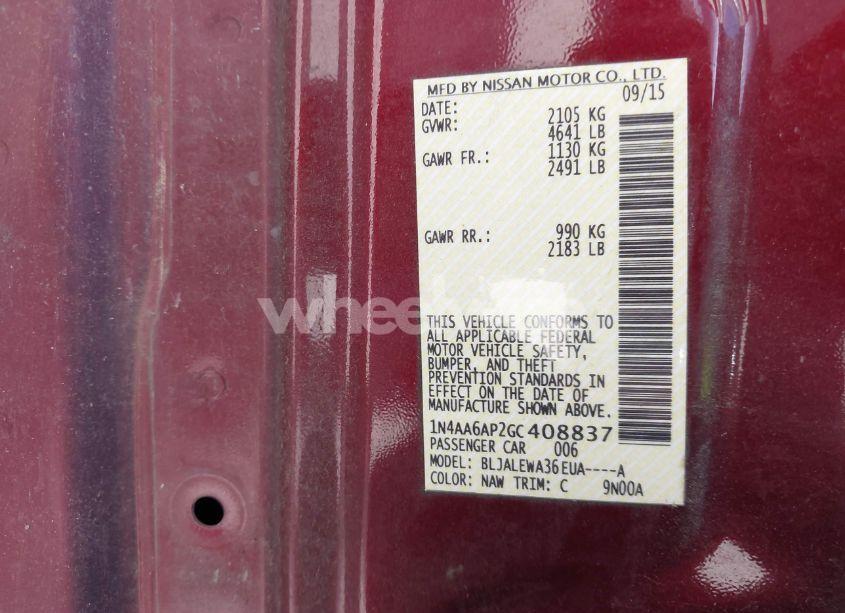 MFD BY NISSAN MOTOR CO., LTD.
DATE: 09/15
GVWR: 2105 KG
4641 LB
GAWR FR.: 1130 KG
2491 LB
GAWR RR.: 990 KG
2183 LB
whee
THIS VEHICLE CONFORMS TO
ALL APPLICABLE FEDERAL
MOTOR VEHICLE SAFETY,
BUMPER, AND THEFT
PREVENTION STANDARDS IN
EFFECT ON THE DATE OF
MANUFACTURE SHOWN ABOVE.
1N4AA6AP2GC408837
PASSENGER CAR 006
MODEL: BLJALEWA36EUA----A
COLOR: NAW TRIM: C 9N00A